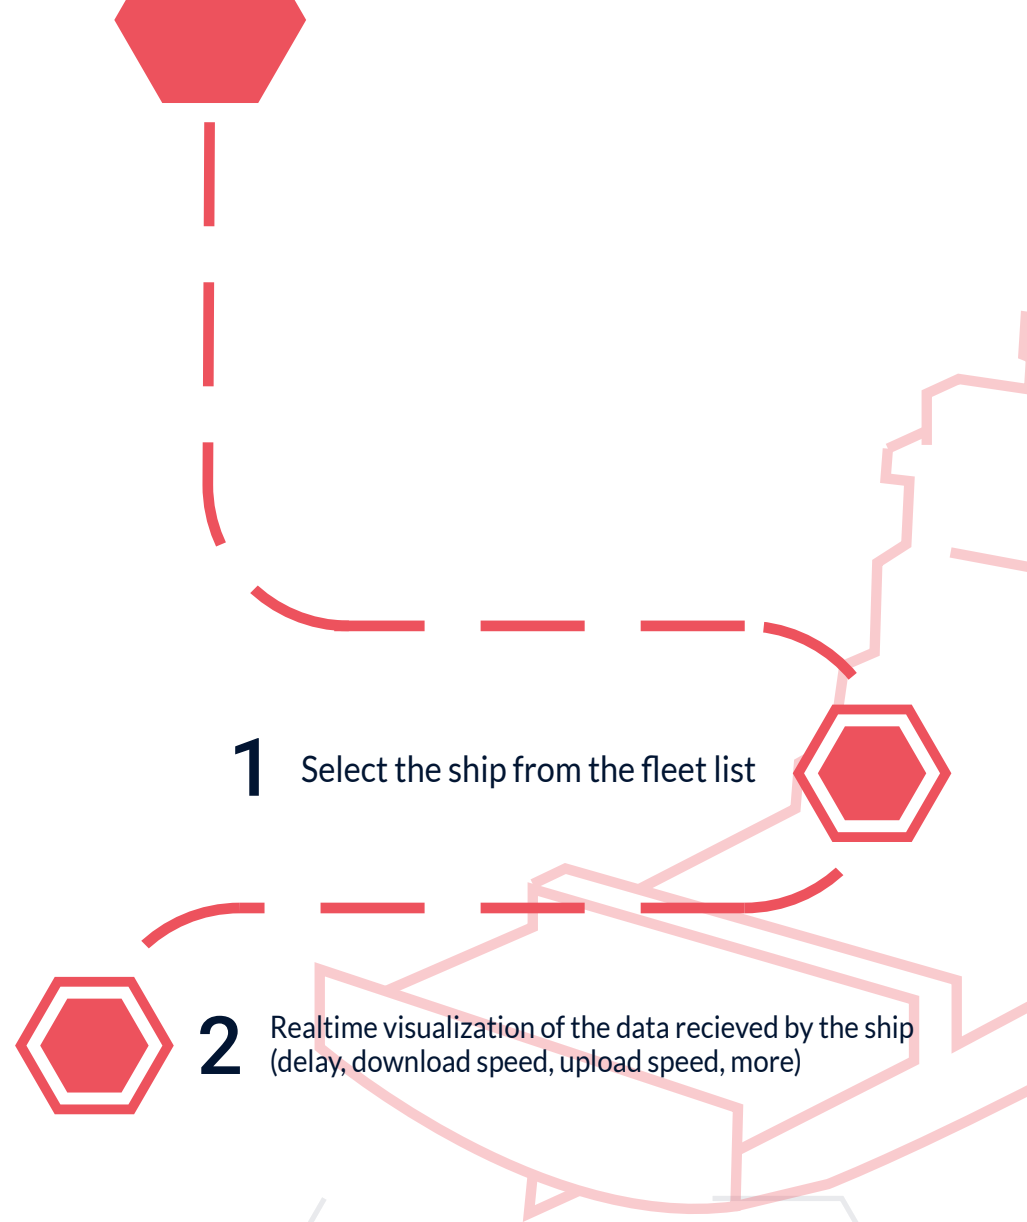 1 Select the ship from the fleet list
2 Realtime visualization of the data recieved by the ship
(delay, download speed, upload speed, more)